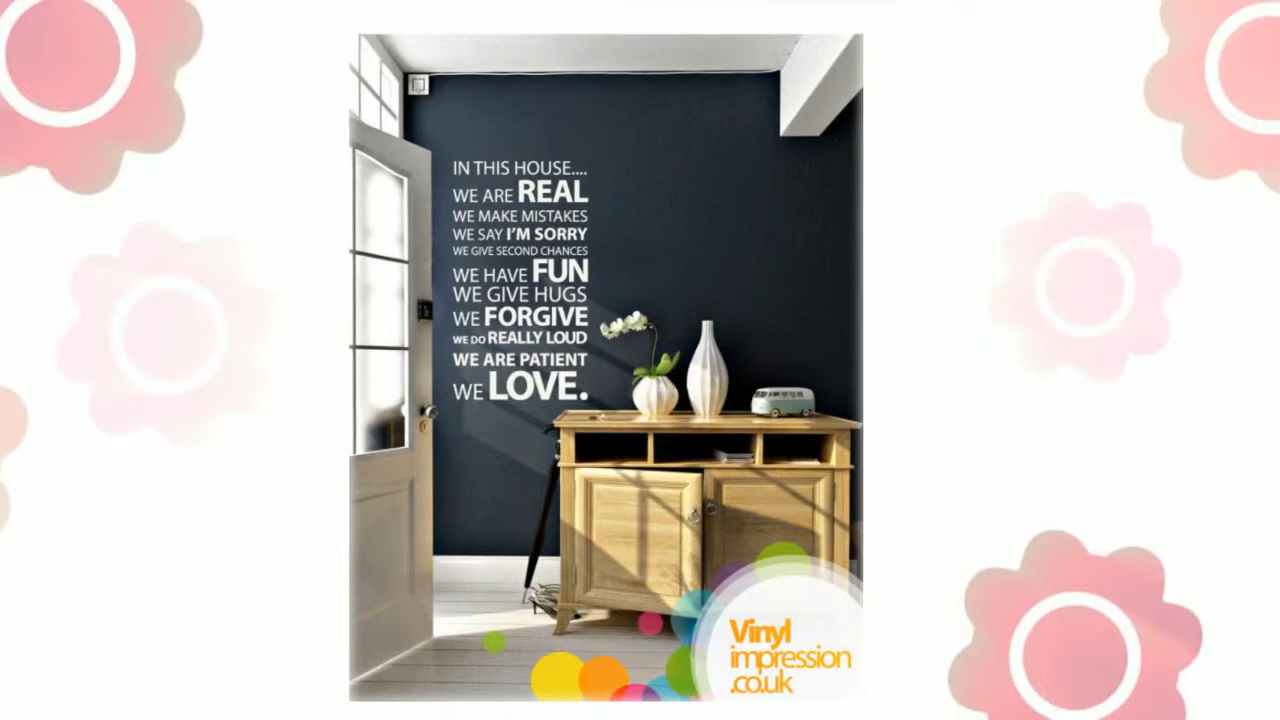 IN THIS HOUSE....
WE ARE REAL
WE MAKE MISTAKES
WE SAY I'M SORRY
WE GIVE SECOND CHANCES
WE HAVE FUN
WE GIVE HUGS
WE FORGIVE
WE DO REALLY LOUD
WE ARE PATIENT
WE LOVE.
Vinyl
impression
.co.uk